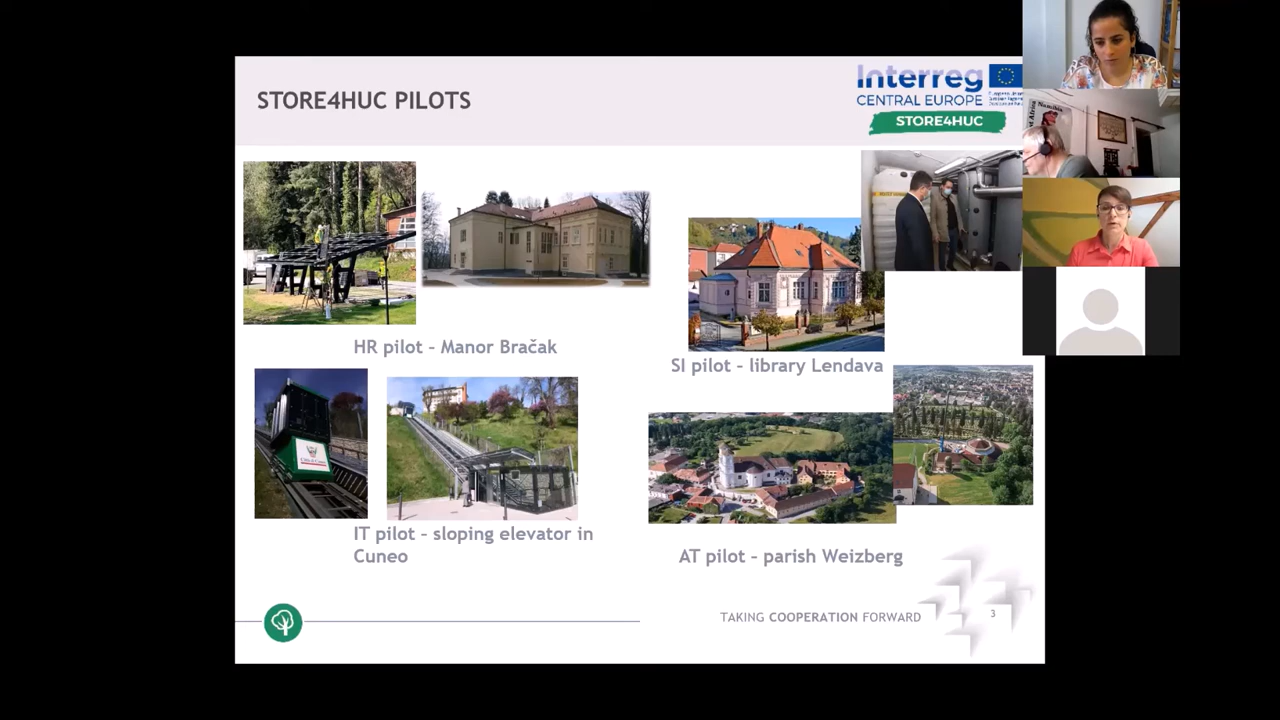 STORE4HUC PILOTS
Interreg
CENTRAL EUROPE
STORE4HUC
Namibia
HR pilot – Manor Bračak
SI pilot – library Lendava
IT pilot – sloping elevator in
Cuneo
AT pilot – parish Weizberg
TAKING COOPERATION FORWARD
3